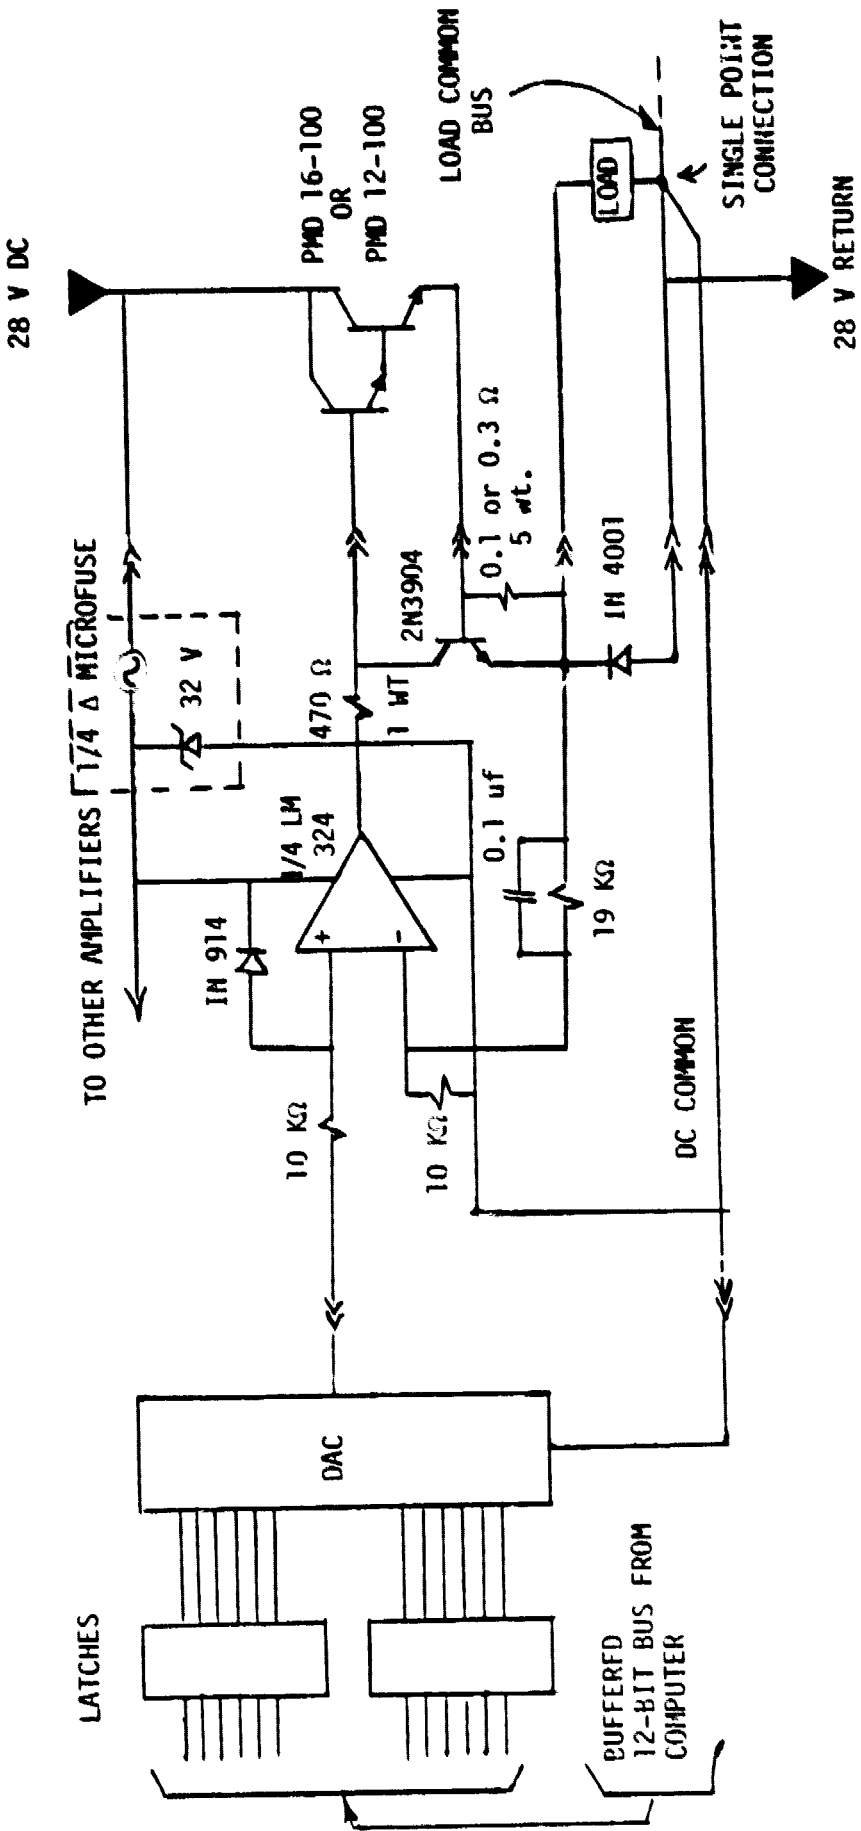 28 V DC
PMD 16-100
OR
PMD 12-100
LOAD COMMON
BUS
SINGLE POINT
CONNECTION
28 V RETURN
LOAD
TO OTHER AMPLIFIERS
1/4 Δ MICROFUSE
32 V
470 Ω
1 WT
2N3904
0.1 or 0.3 Ω
5 wt.
IN 4001
1/4 LM
324
+
-
IN 914
0.1 uf
19 KΩ
10 KΩ
10 KΩ
DC COMMON
DAC
LATCHES
BUFFERED
12-BIT BUS FROM
COMPUTER